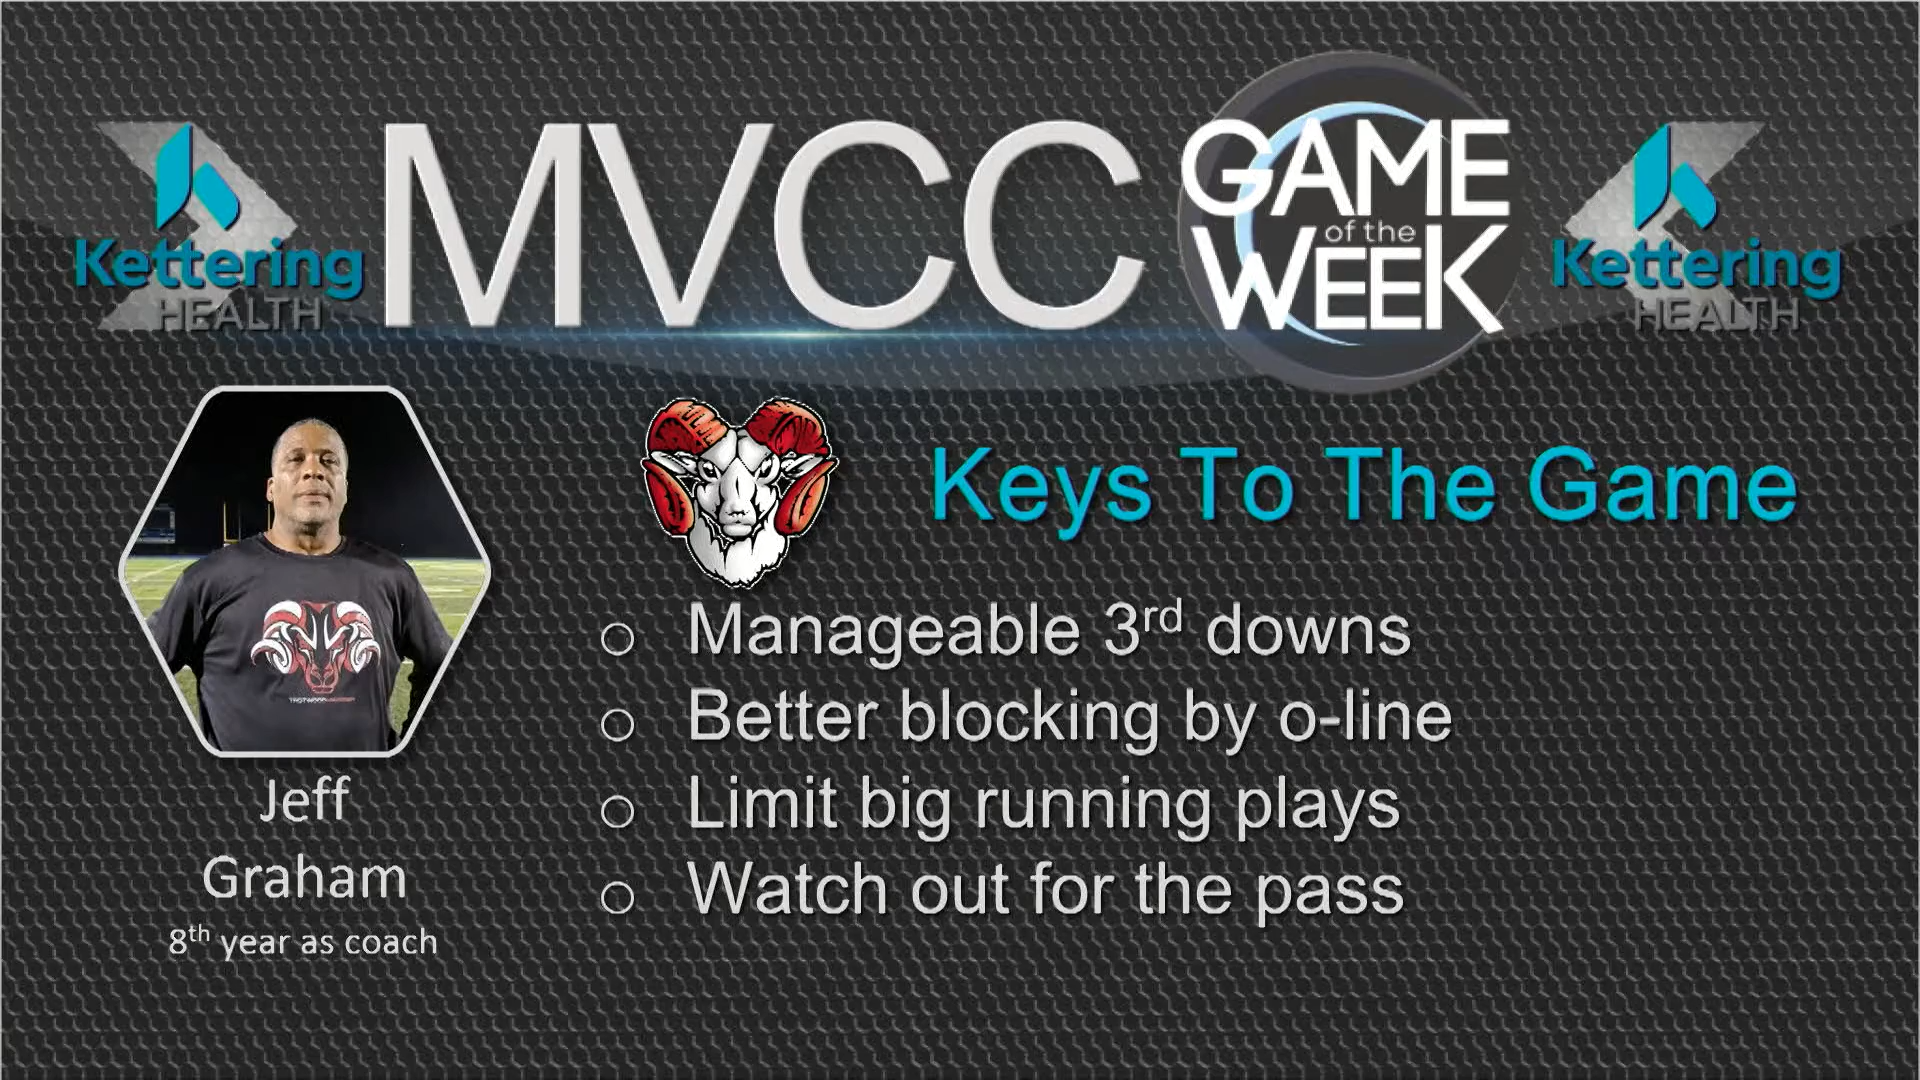 MVCC
GAME
of the
WEEK
Kettering
HEALTH
Kettering
HEALTH
Keys To The Game
o Manageable 3rd downs
o Better blocking by o-line
o Limit big running plays
o Watch out for the pass
Jeff
Graham
8th year as coach